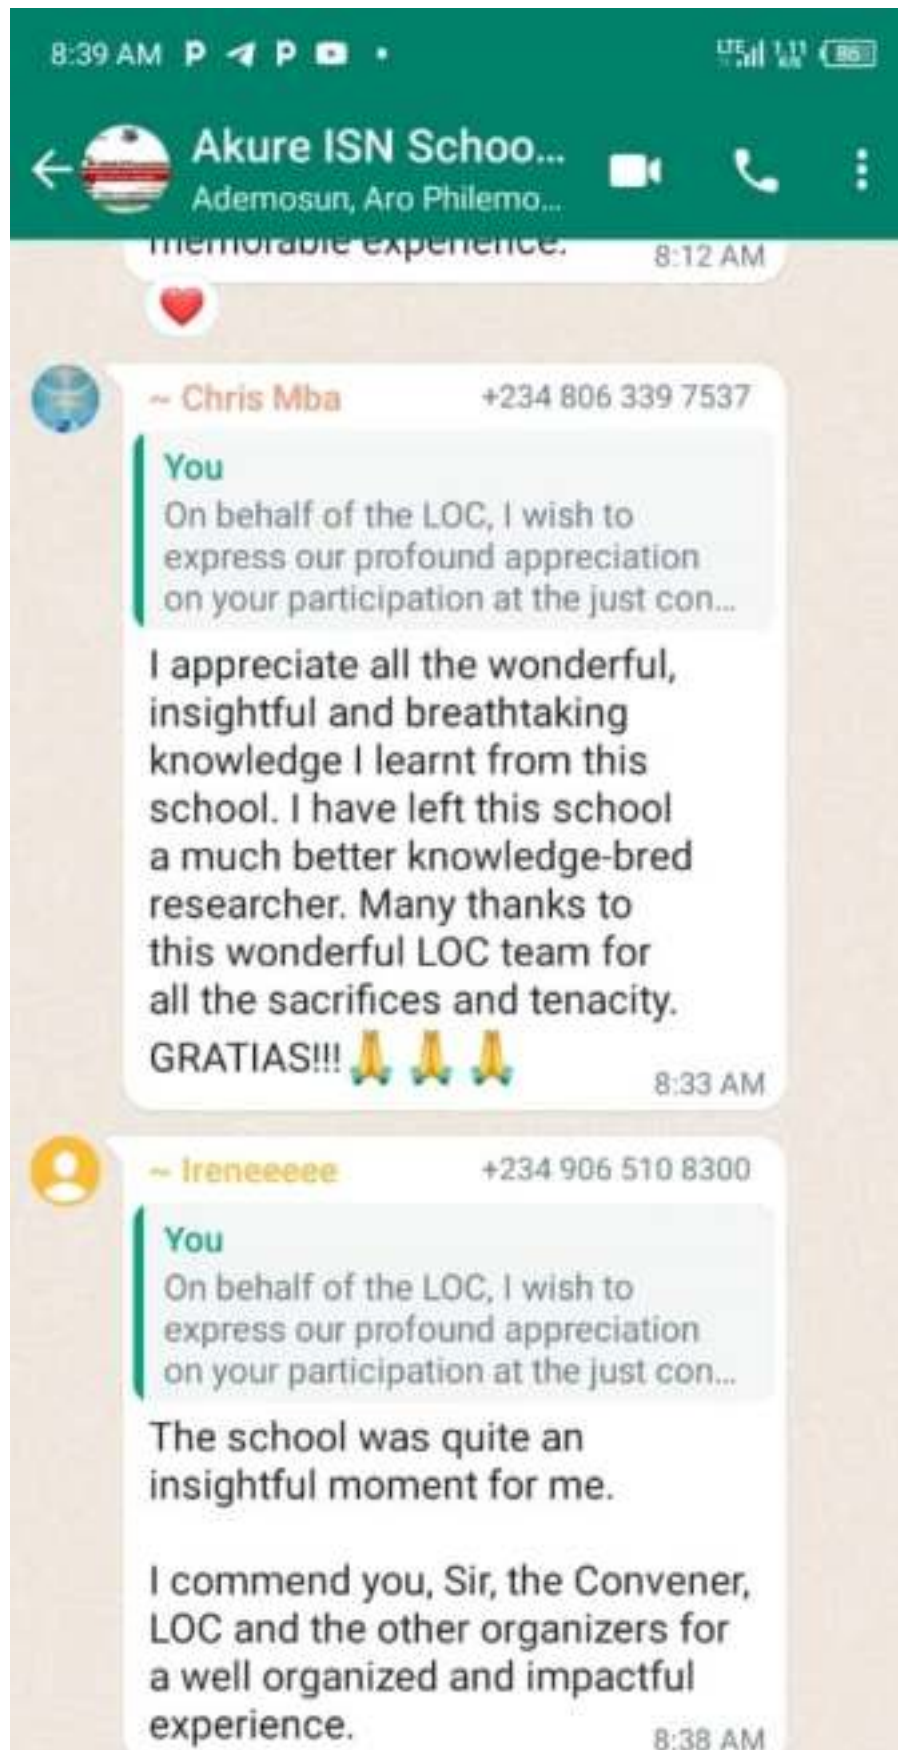 8:39 AM
86
Akure ISN Schoo...
Ademosun, Aro Philemo...
memorable experience.
8:12 AM
~ Chris Mba +234 806 339 7537
You
On behalf of the LOC, I wish to
express our profound appreciation
on your participation at the just con...
I appreciate all the wonderful,
insightful and breathtaking
knowledge I learnt from this
school. I have left this school
a much better knowledge-bred
researcher. Many thanks to
this wonderful LOC team for
all the sacrifices and tenacity.
GRATIAS!!! 🙏 🙏 🙏
8:33 AM
~ Ireneeeee +234 906 510 8300
You
On behalf of the LOC, I wish to
express our profound appreciation
on your participation at the just con...
The school was quite an
insightful moment for me.
I commend you, Sir, the Convener,
LOC and the other organizers for
a well organized and impactful
experience.
8:38 AM